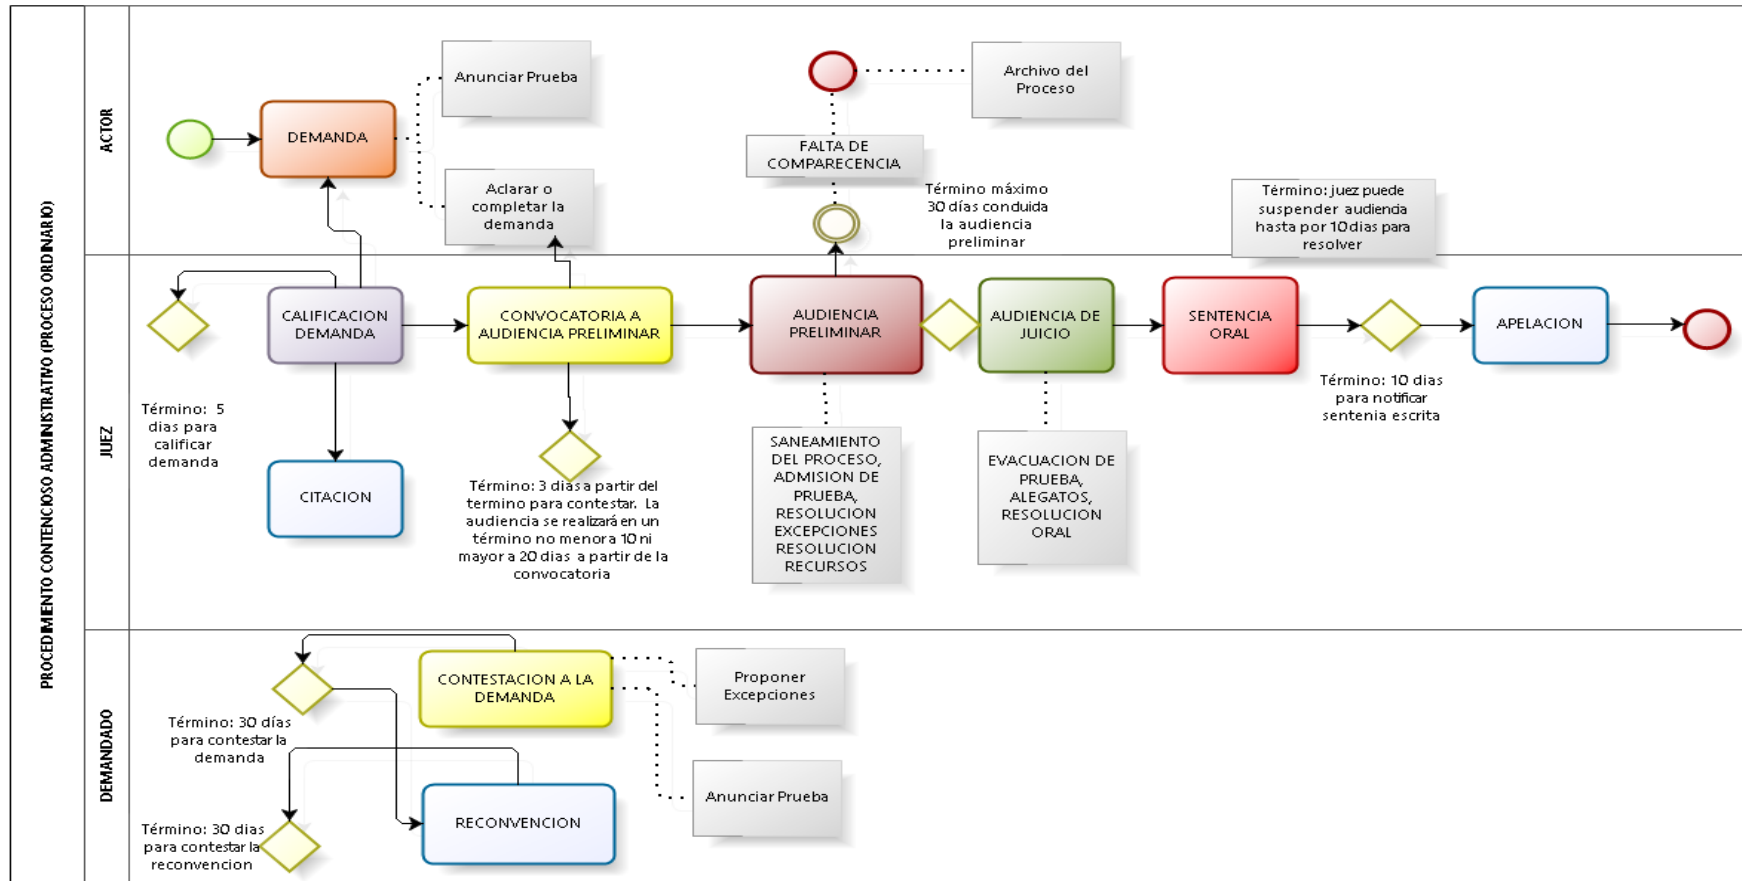 PROCEDIMIENTO CONTENCIOSO ADMINISTRATIVO (PROCESO ORDINARIO)
ACTOR
DEMANDA
Anunciar Prueba
Aclarar o
completar la
demanda
Archivo del
Proceso
FALTA DE
COMPARECENCIA
Término máximo
30 días concluida
la audiencia
preliminar
Término: juez puede
suspender audiencia
hasta por 10 dias para
resolver
JUEZ
CALIFICACION
DEMANDA
CONVOCATORIA A
AUDIENCIA PRELIMINAR
AUDIENCIA
PRELIMINAR
AUDIENCIA DE
JUICIO
SENTENCIA
ORAL
APELACION
Término: 5
dias para
calificar
demanda
CITACION
Término: 3 dias a partir del
termino para contestar. La
audiencia se realizará en un
término no menor a 10 ni
mayor a 20 dias a partir de la
convocatoria
SANEAMIENTO
DEL PROCESO,
ADMISION DE
PRUEBA,
RESOLUCION
EXCEPCIONES
RESOLUCION
RECURSOS
EVACUACION DE
PRUEBA,
ALEGATOS,
RESOLUCION
ORAL
Término: 10 dias
para notificar
sentenia escrita
DEMANDADO
CONTESTACION A LA
DEMANDA
Proponer
Excepciones
Término: 30 días
para contestar la
demanda
Anunciar Prueba
RECONVENCION
Término: 30 dias
para contestar la
reconvencion